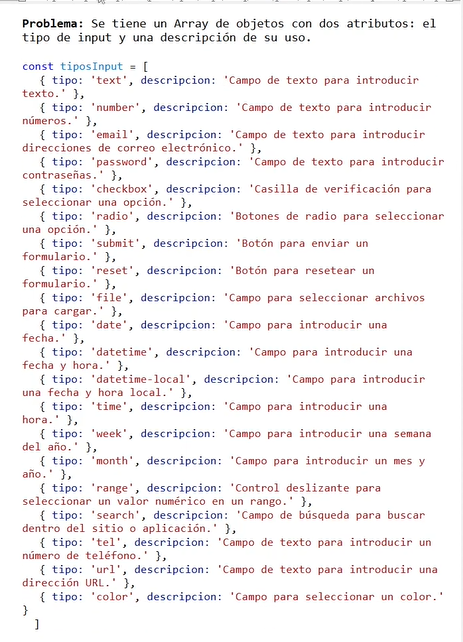 Problema: Se tiene un Array de objetos con dos atributos: el
tipo de input y una descripción de su uso.
const tiposInput = [
{ tipo: 'text', descripcion: 'Campo de texto para introducir
texto.' },
{ tipo: 'number', descripcion: 'Campo de texto para introducir
números.' },
{ tipo: 'email', descripcion: 'Campo de texto para introducir
direcciones de correo electrónico.' },
{ tipo: 'password', descripcion: 'Campo de texto para introducir
contraseñas.' },
{ tipo: 'checkbox', descripcion: 'Casilla de verificación para
seleccionar una opción.' },
{ tipo: 'radio', descripcion: 'Botones de radio para seleccionar
una opción.' },
{ tipo: 'submit', descripcion: 'Botón para enviar un
formulario.' },
{ tipo: 'reset', descripcion: 'Botón para resetear un
formulario.' },
{ tipo: 'file', descripcion: 'Campo para seleccionar archivos
para cargar.' },
{ tipo: 'date', descripcion: 'Campo para introducir una
fecha.' },
{ tipo: 'datetime', descripcion: 'Campo para introducir una
fecha y hora.' },
{ tipo: 'datetime-local', descripcion: 'Campo para introducir
una fecha y hora local.' },
{ tipo: 'time', descripcion: 'Campo para introducir una
hora.' },
{ tipo: 'week', descripcion: 'Campo para introducir una semana
del año.' },
{ tipo: 'month', descripcion: 'Campo para introducir un mes y
año.' },
{ tipo: 'range', descripcion: 'Control deslizante para
seleccionar un valor numérico en un rango.' },
{ tipo: 'search', descripcion: 'Campo de búsqueda para buscar
dentro del sitio o aplicación.' },
{ tipo: 'tel', descripcion: 'Campo de texto para introducir un
número de teléfono.' },
{ tipo: 'url', descripcion: 'Campo de texto para introducir una
dirección URL.' },
{ tipo: 'color', descripcion: 'Campo para seleccionar un color.'
}
]